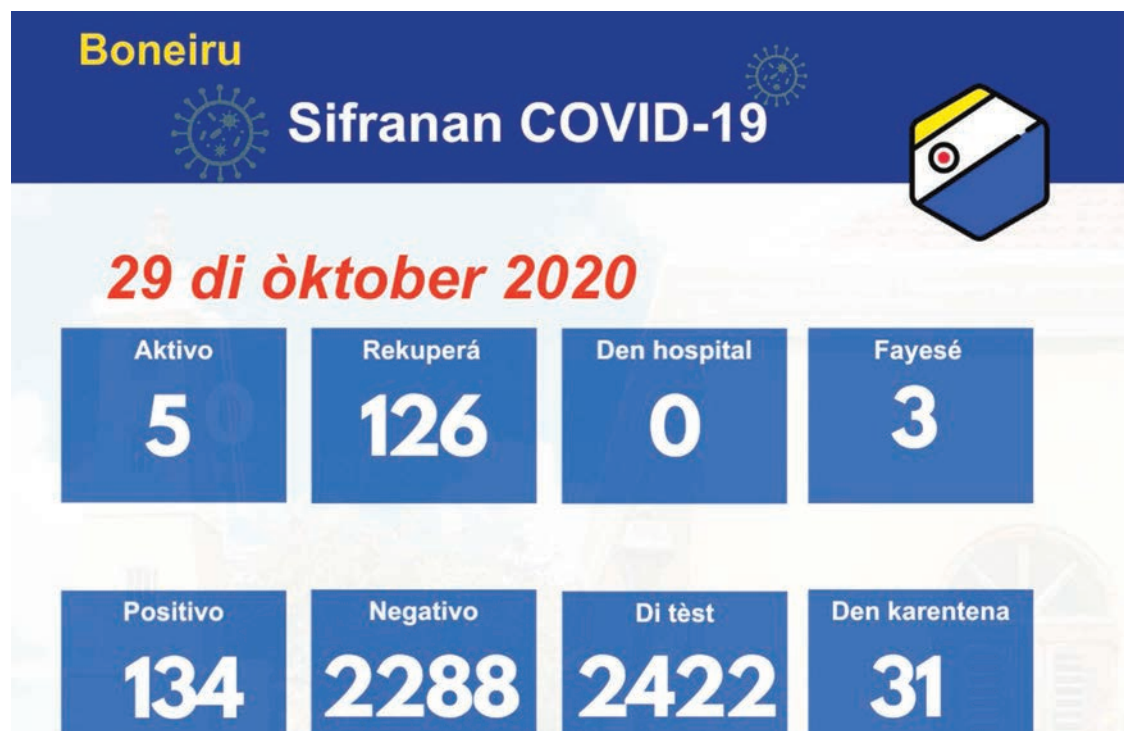 Boneiru
Sifranan COVID-19
29 di òktober 2020
Aktivo
5
Rekuperá
126
Den hospital
0
Fayesé
3
Positivo
134
Negativo
2288
Di tèst
2422
Den karentena
31